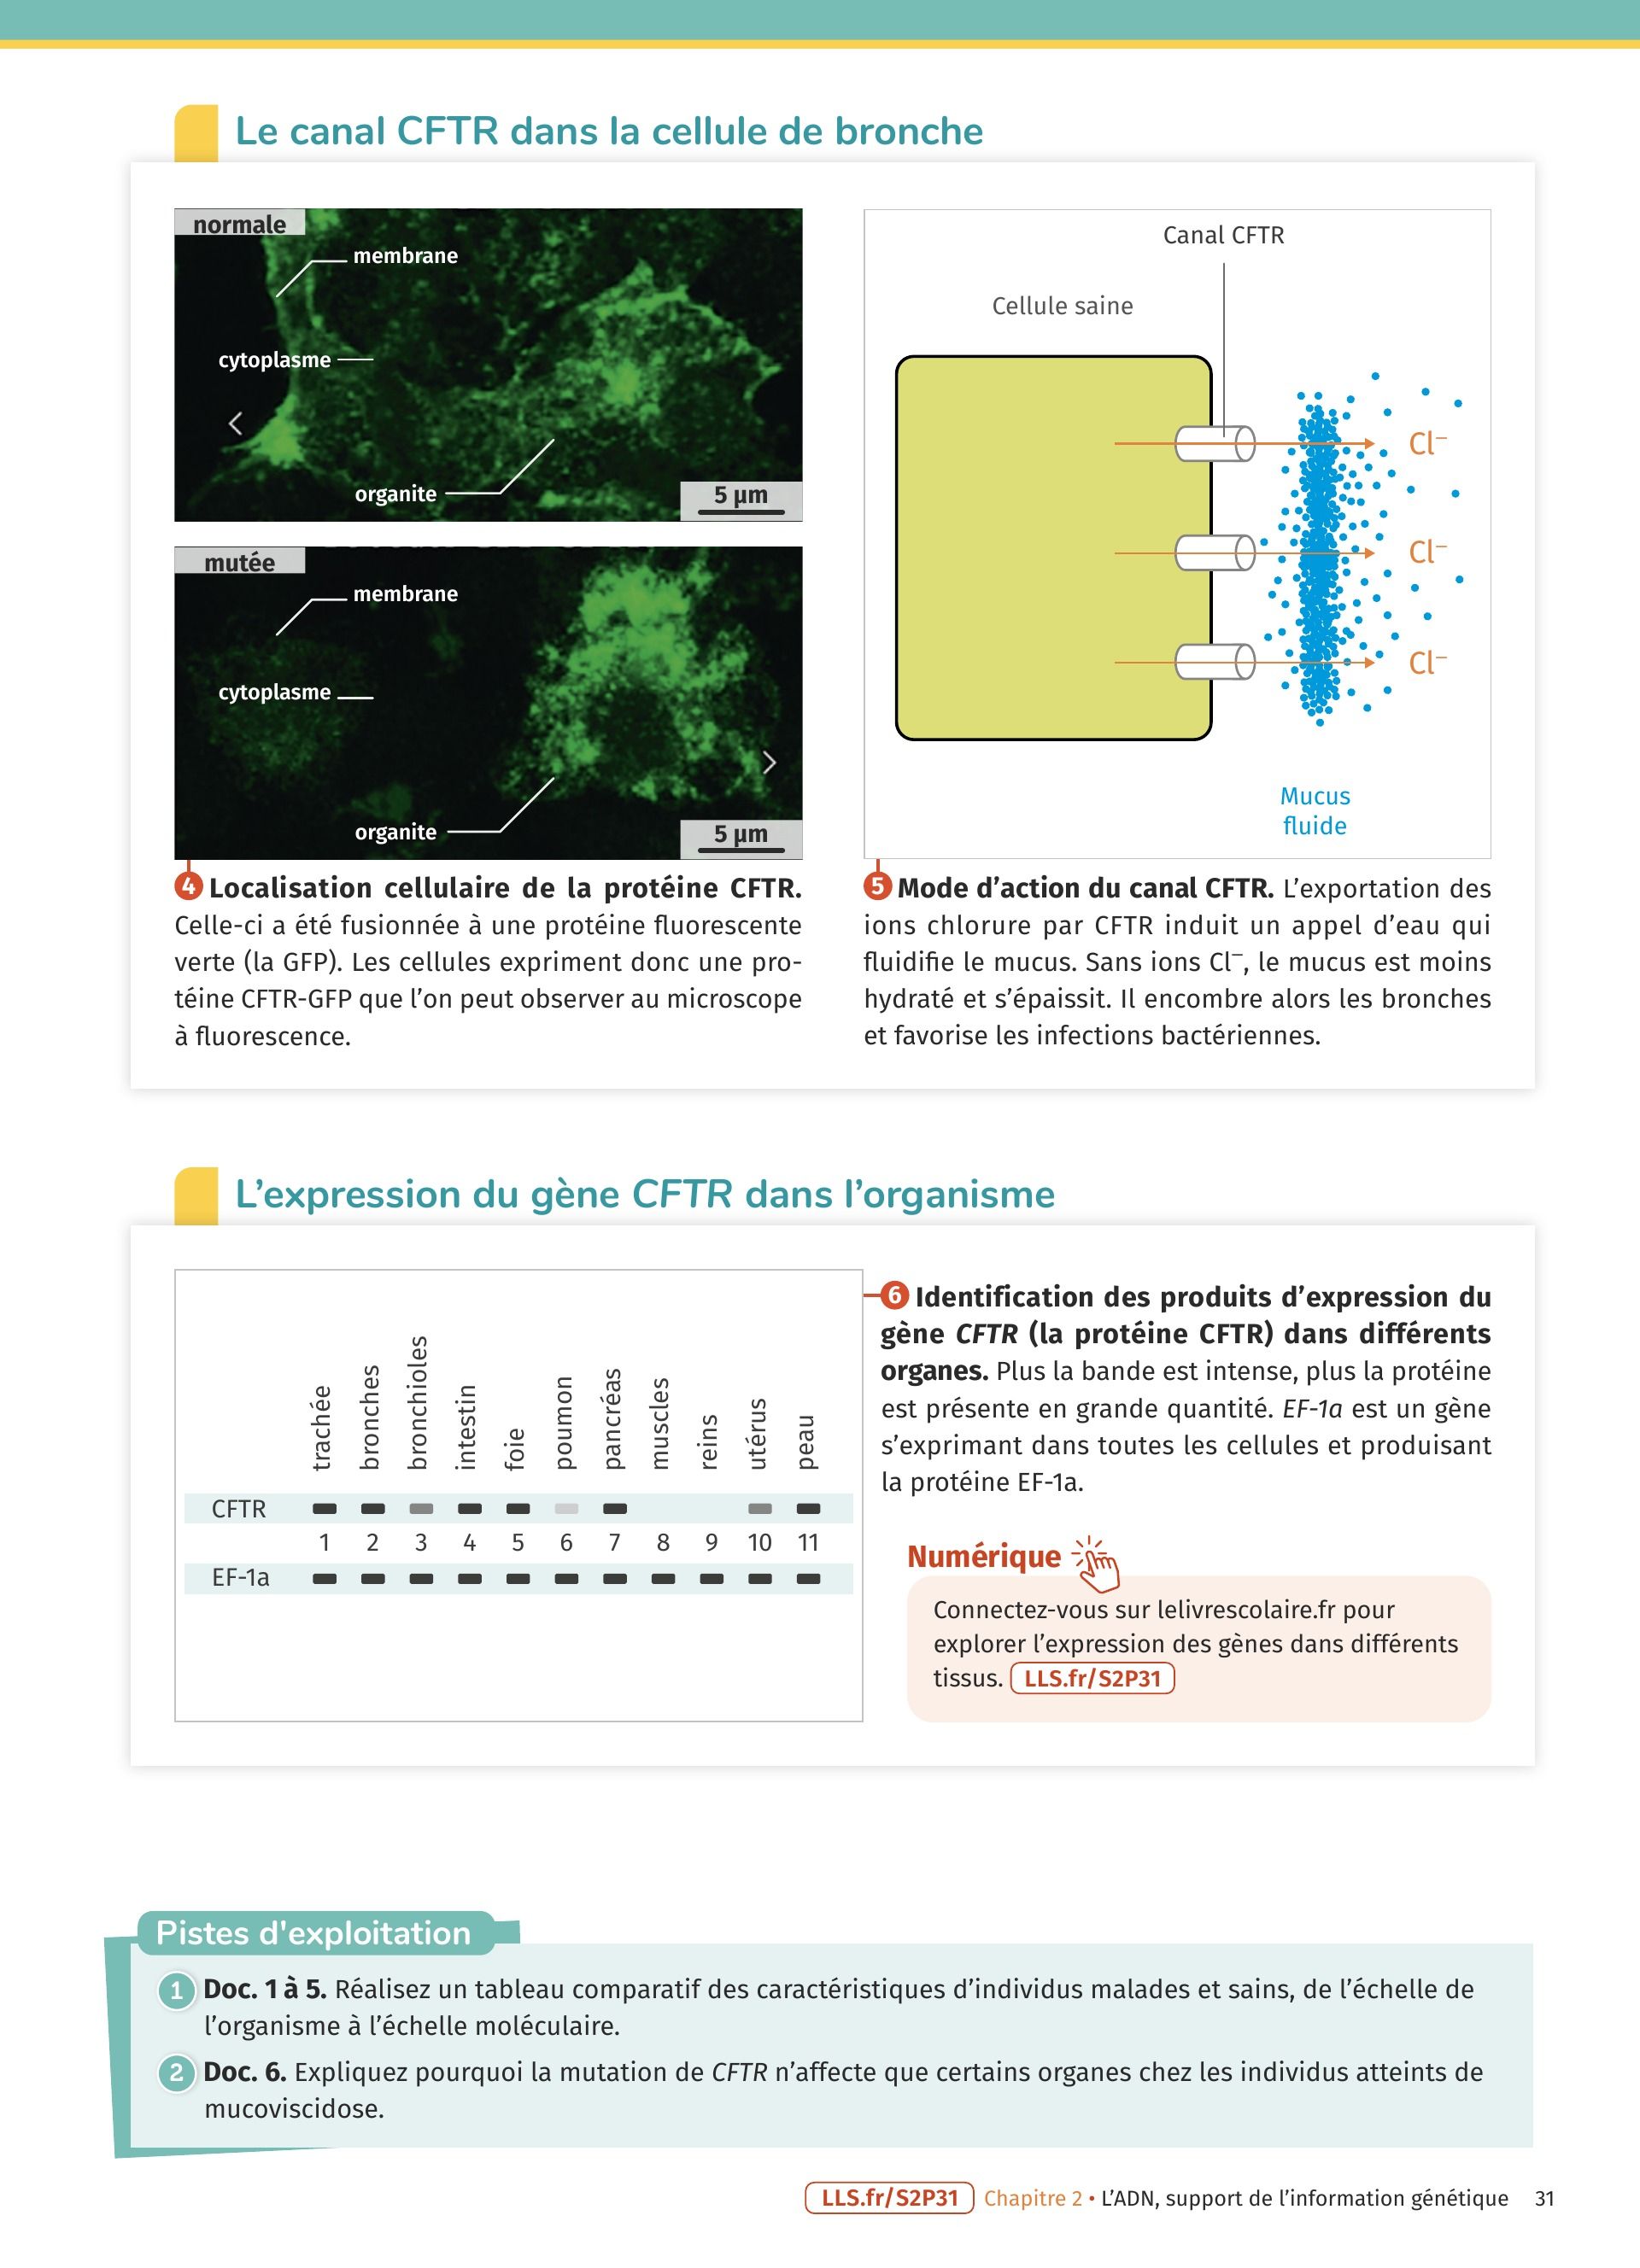 Le canal CFTR dans la cellule de bronche
normale
membrane
cytoplasme
organite
5 µm
mutée
membrane
cytoplasme
organite
5 µm
4 Localisation cellulaire de la protéine CFTR.
Celle-ci a été fusionnée à une protéine fluorescente
verte (la GFP). Les cellules expriment donc une pro-
téine CFTR-GFP que l’on peut observer au microscope
à fluorescence.
Canal CFTR
Cellule saine
Cl⁻
Cl⁻
Cl⁻
Mucus
fluide
5 Mode d’action du canal CFTR. L’exportation des
ions chlorure par CFTR induit un appel d’eau qui
fluidifie le mucus. Sans ions Cl⁻, le mucus est moins
hydraté et s’épaissit. Il encombre alors les bronches
et favorise les infections bactériennes.
L’expression du gène CFTR dans l’organisme
trachée
bronches
bronchioles
intestin
foie
poumon
pancréas
muscles
reins
utérus
peau
CFTR
1 2 3 4 5 6 7 8 9 10 11
EF-1a
6 Identification des produits d’expression du
gène CFTR (la protéine CFTR) dans différents
organes. Plus la bande est intense, plus la protéine
est présente en grande quantité. EF-1a est un gène
s’exprimant dans toutes les cellules et produisant
la protéine EF-1a.
Numérique
Connectez-vous sur lelivrescolaire.fr pour
explorer l’expression des gènes dans différents
tissus. LLS.fr/S2P31
Pistes d'exploitation
1 Doc. 1 à 5. Réalisez un tableau comparatif des caractéristiques d’individus malades et sains, de l’échelle de
l’organisme à l’échelle moléculaire.
2 Doc. 6. Expliquez pourquoi la mutation de CFTR n’affecte que certains organes chez les individus atteints de
mucoviscidose.
LLS.fr/S2P31 Chapitre 2 • L’ADN, support de l’information génétique 31